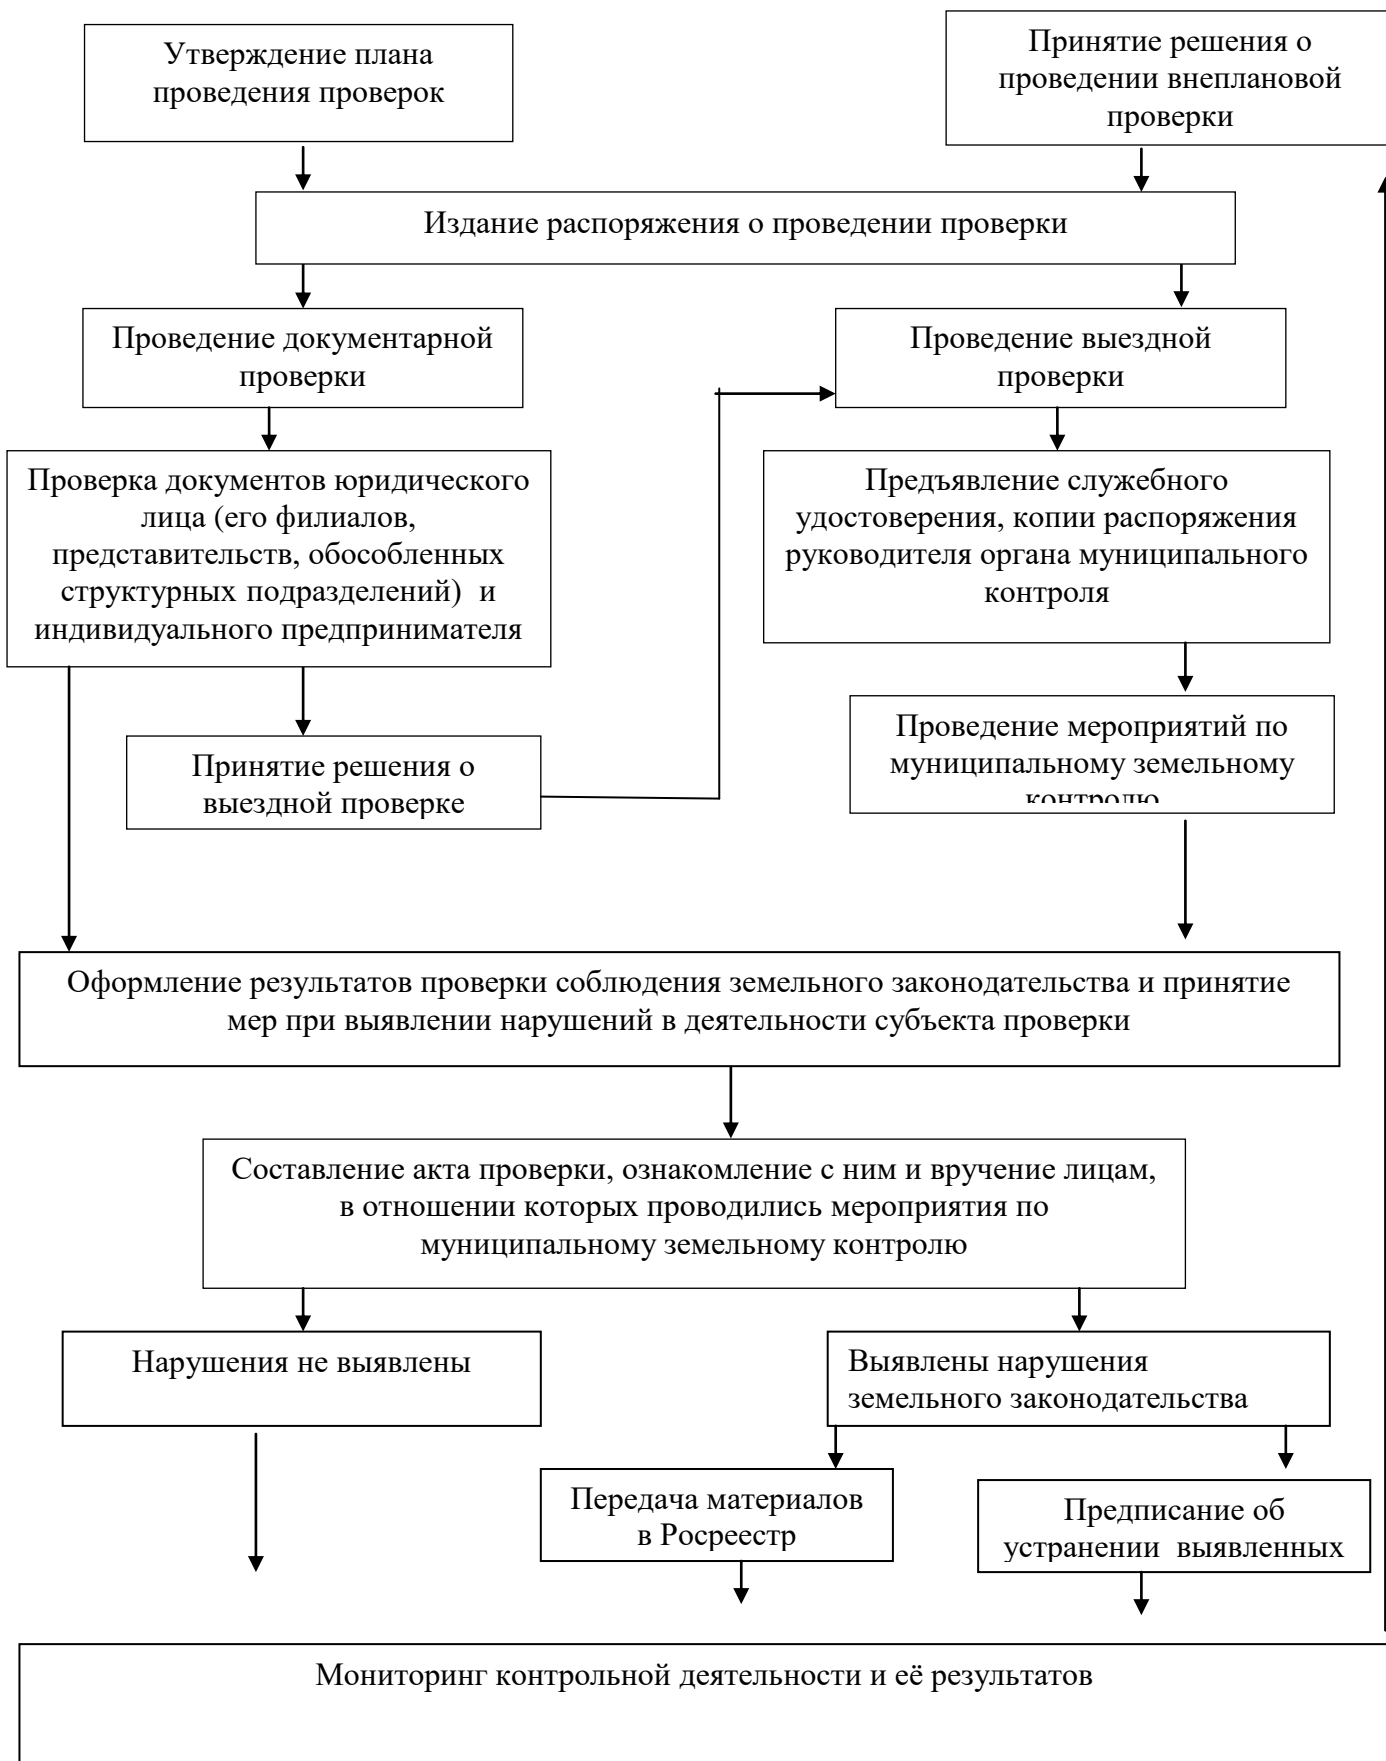 Утверждение плана
проведения проверок
Принятие решения о
проведении внеплановой
проверки
Издание распоряжения о проведении проверки
Проведение документарной
проверки
Проведение выездной
проверки
Проверка документов юридического
лица (его филиалов,
представительств, обособленных
структурных подразделений)  и
индивидуального предпринимателя
Предъявление служебного
удостоверения, копии распоряжения
руководителя органа муниципального
контроля
Принятие решения о
выездной проверке
Проведение мероприятий по
муниципальному земельному
контролю
Оформление результатов проверки соблюдения земельного законодательства и принятие
мер при выявлении нарушений в деятельности субъекта проверки
Составление акта проверки, ознакомление с ним и вручение лицам,
в отношении которых проводились мероприятия по
муниципальному земельному контролю
Нарушения не выявлены
Выявлены нарушения
земельного законодательства
Передача материалов
в Росреестр
Предписание об
устранении  выявленных
Мониторинг контрольной деятельности и её результатов